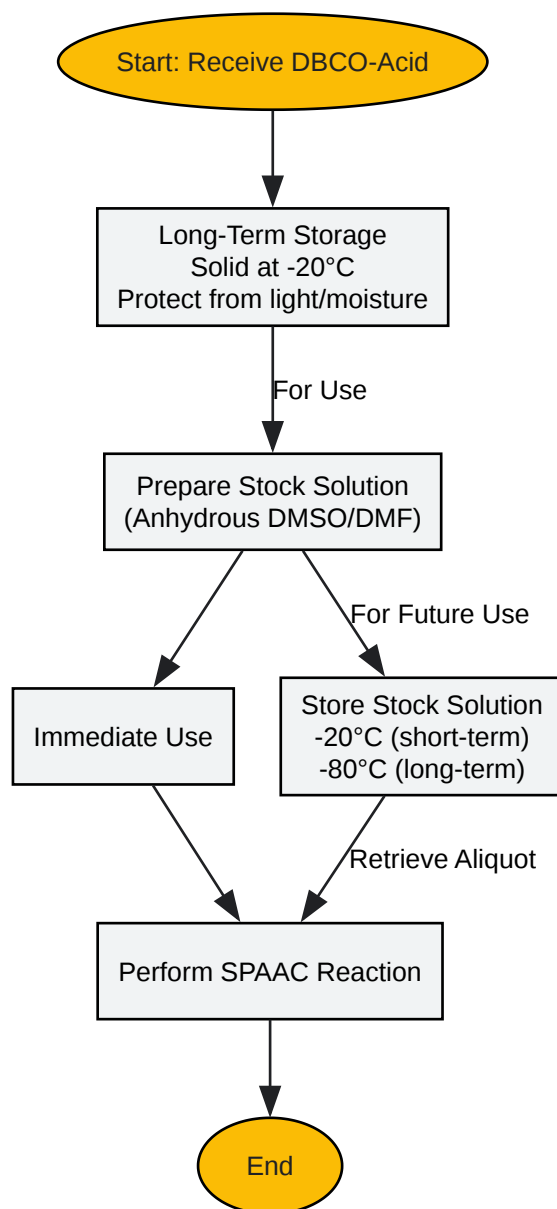 Start: Receive DBCO-Acid
Long-Term Storage
Solid at -20°C
Protect from light/moisture
For Use
Prepare Stock Solution
(Anhydrous DMSO/DMF)
For Future Use
Immediate Use
Store Stock Solution
-20°C (short-term)
-80°C (long-term)
Retrieve Aliquot
Perform SPAAC Reaction
End